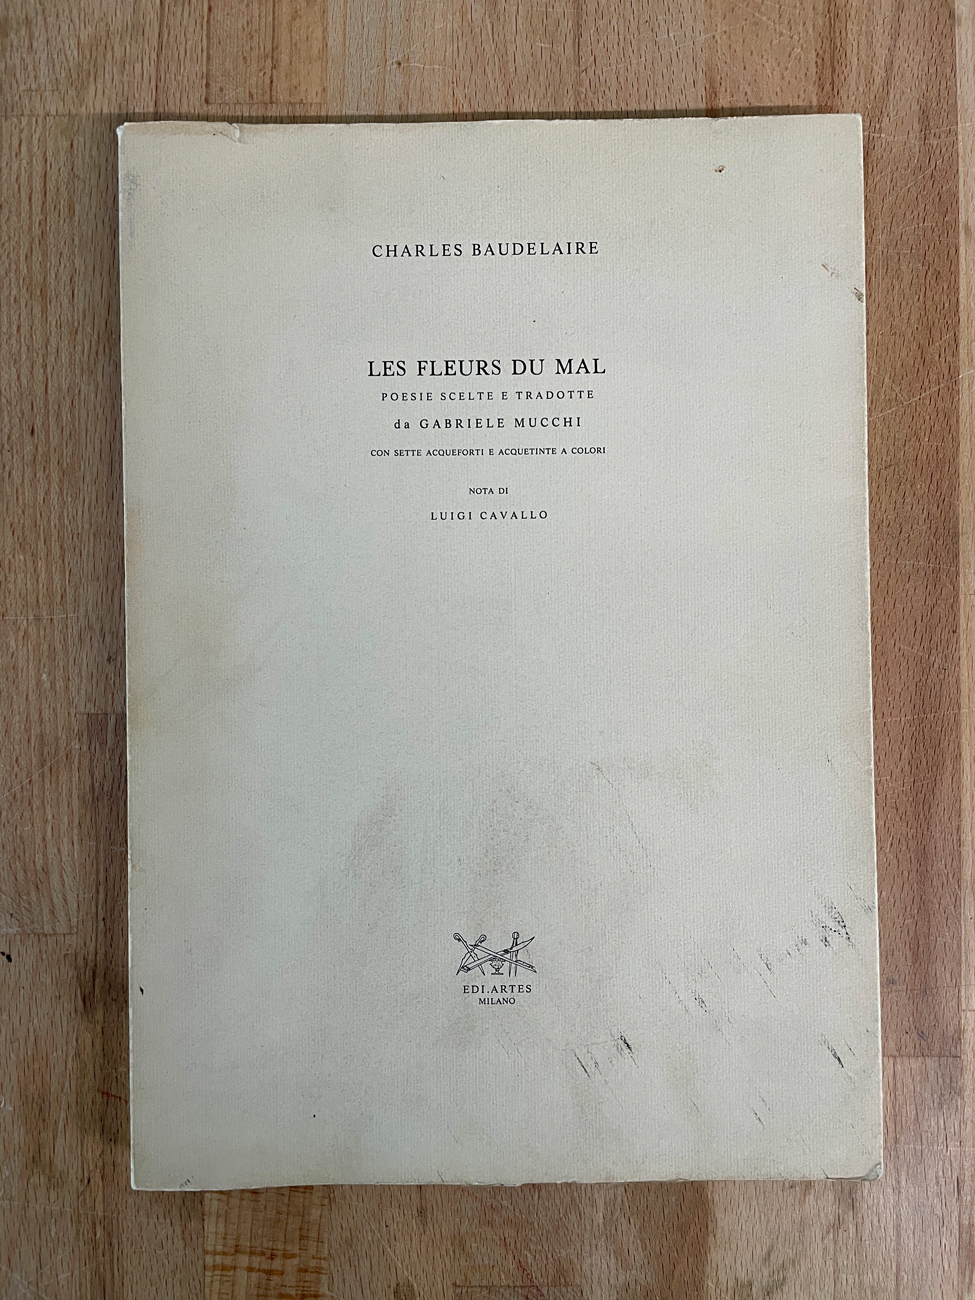 CHARLES BAUDELAIRE
LES FLEURS DU MAL
POESIE SCELTE E TRADOTTE
da GABRIELE MUCCHI
CON SETTE ACQUEFORTI E ACQUETINTE A COLORI
NOTA DI
LUIGI CAVALLO
EDI.ARTES
MILANO